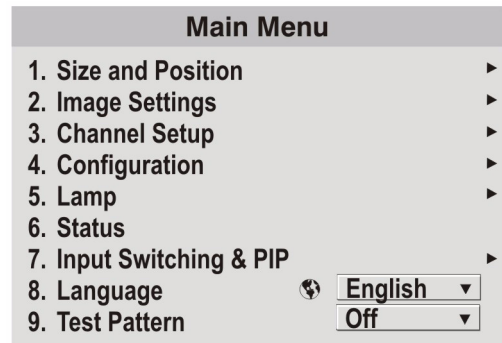 Main Menu
1. Size and Position
2. Image Settings
3. Channel Setup
4. Configuration
5. Lamp
6. Status
7. Input Switching & PIP
8. Language English
9. Test Pattern Off